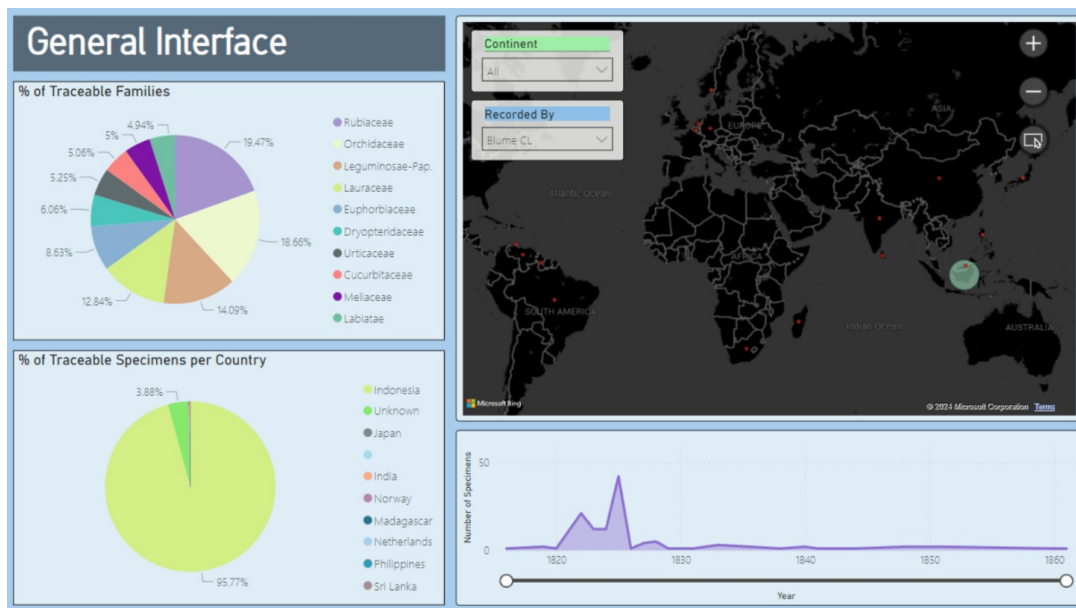 General Interface
% of Traceable Families
4.94%
5%
5.06%
5.25%
6.06%
8.63%
12.84%
14.09%
18.66%
19.47%
Rubiaceae
Orchidaceae
Leguminosae-Pap.
Lauraceae
Euphorbiaceae
Dryopteridaceae
Urticaceae
Cucurbitaceae
Meliaceae
Labiatae
% of Traceable Specimens per Country
3.88%
95.77%
Indonesia
Unknown
Japan
India
Norway
Madagascar
Netherlands
Philippines
Sri Lanka
Continent
All
Recorded By
Blume CL
EUROPE
ASIA
Atlantic Ocean
AFRICA
SOUTH AMERICA
Indian Ocean
AUSTRALIA
Microsoft Bing
© 2024 Microsoft Corporation Terms
Number of Specimens
50
0
1820 1830 1840 1850 1860
Year